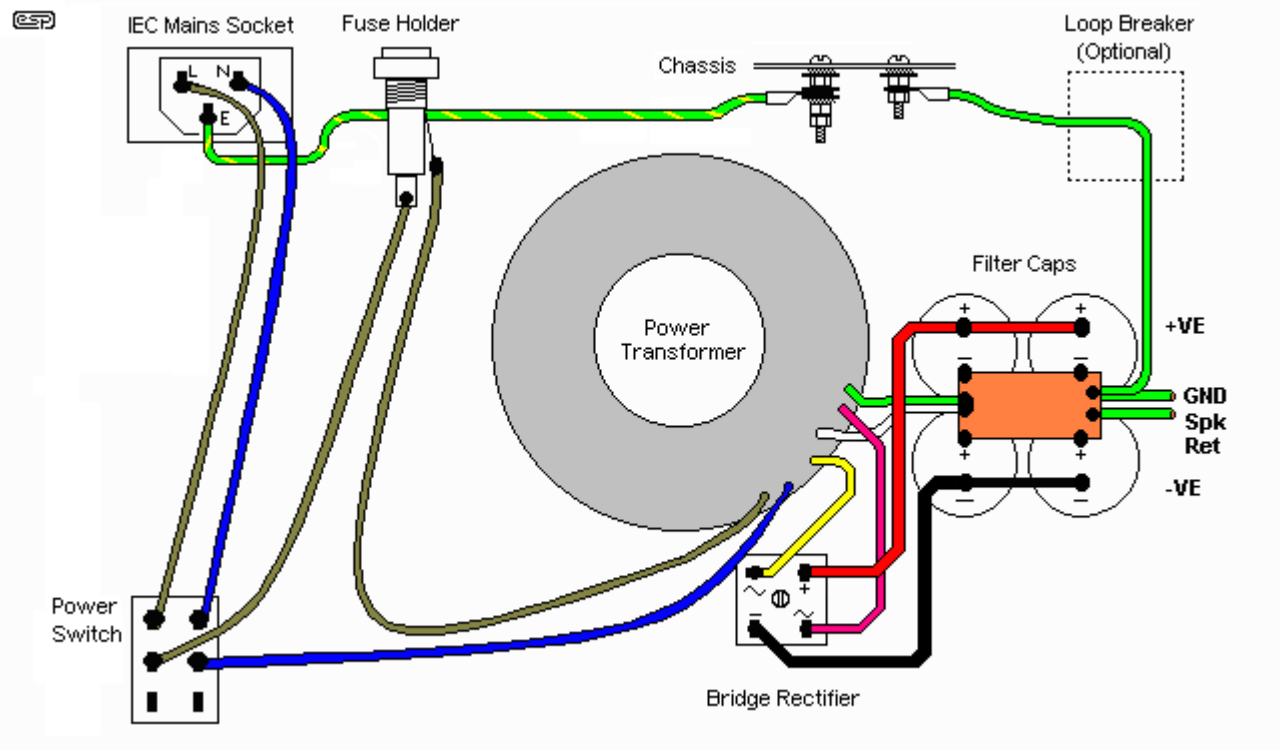 ESP
IEC Mains Socket
Fuse Holder
Loop Breaker
(Optional)
Chassis
L
N
E
Filter Caps
+
+
+VE
Power
Transformer
−
−
GND
Spk
Ret
+
+
−
−
-VE
Power
Switch
~
+
−
~
Bridge Rectifier